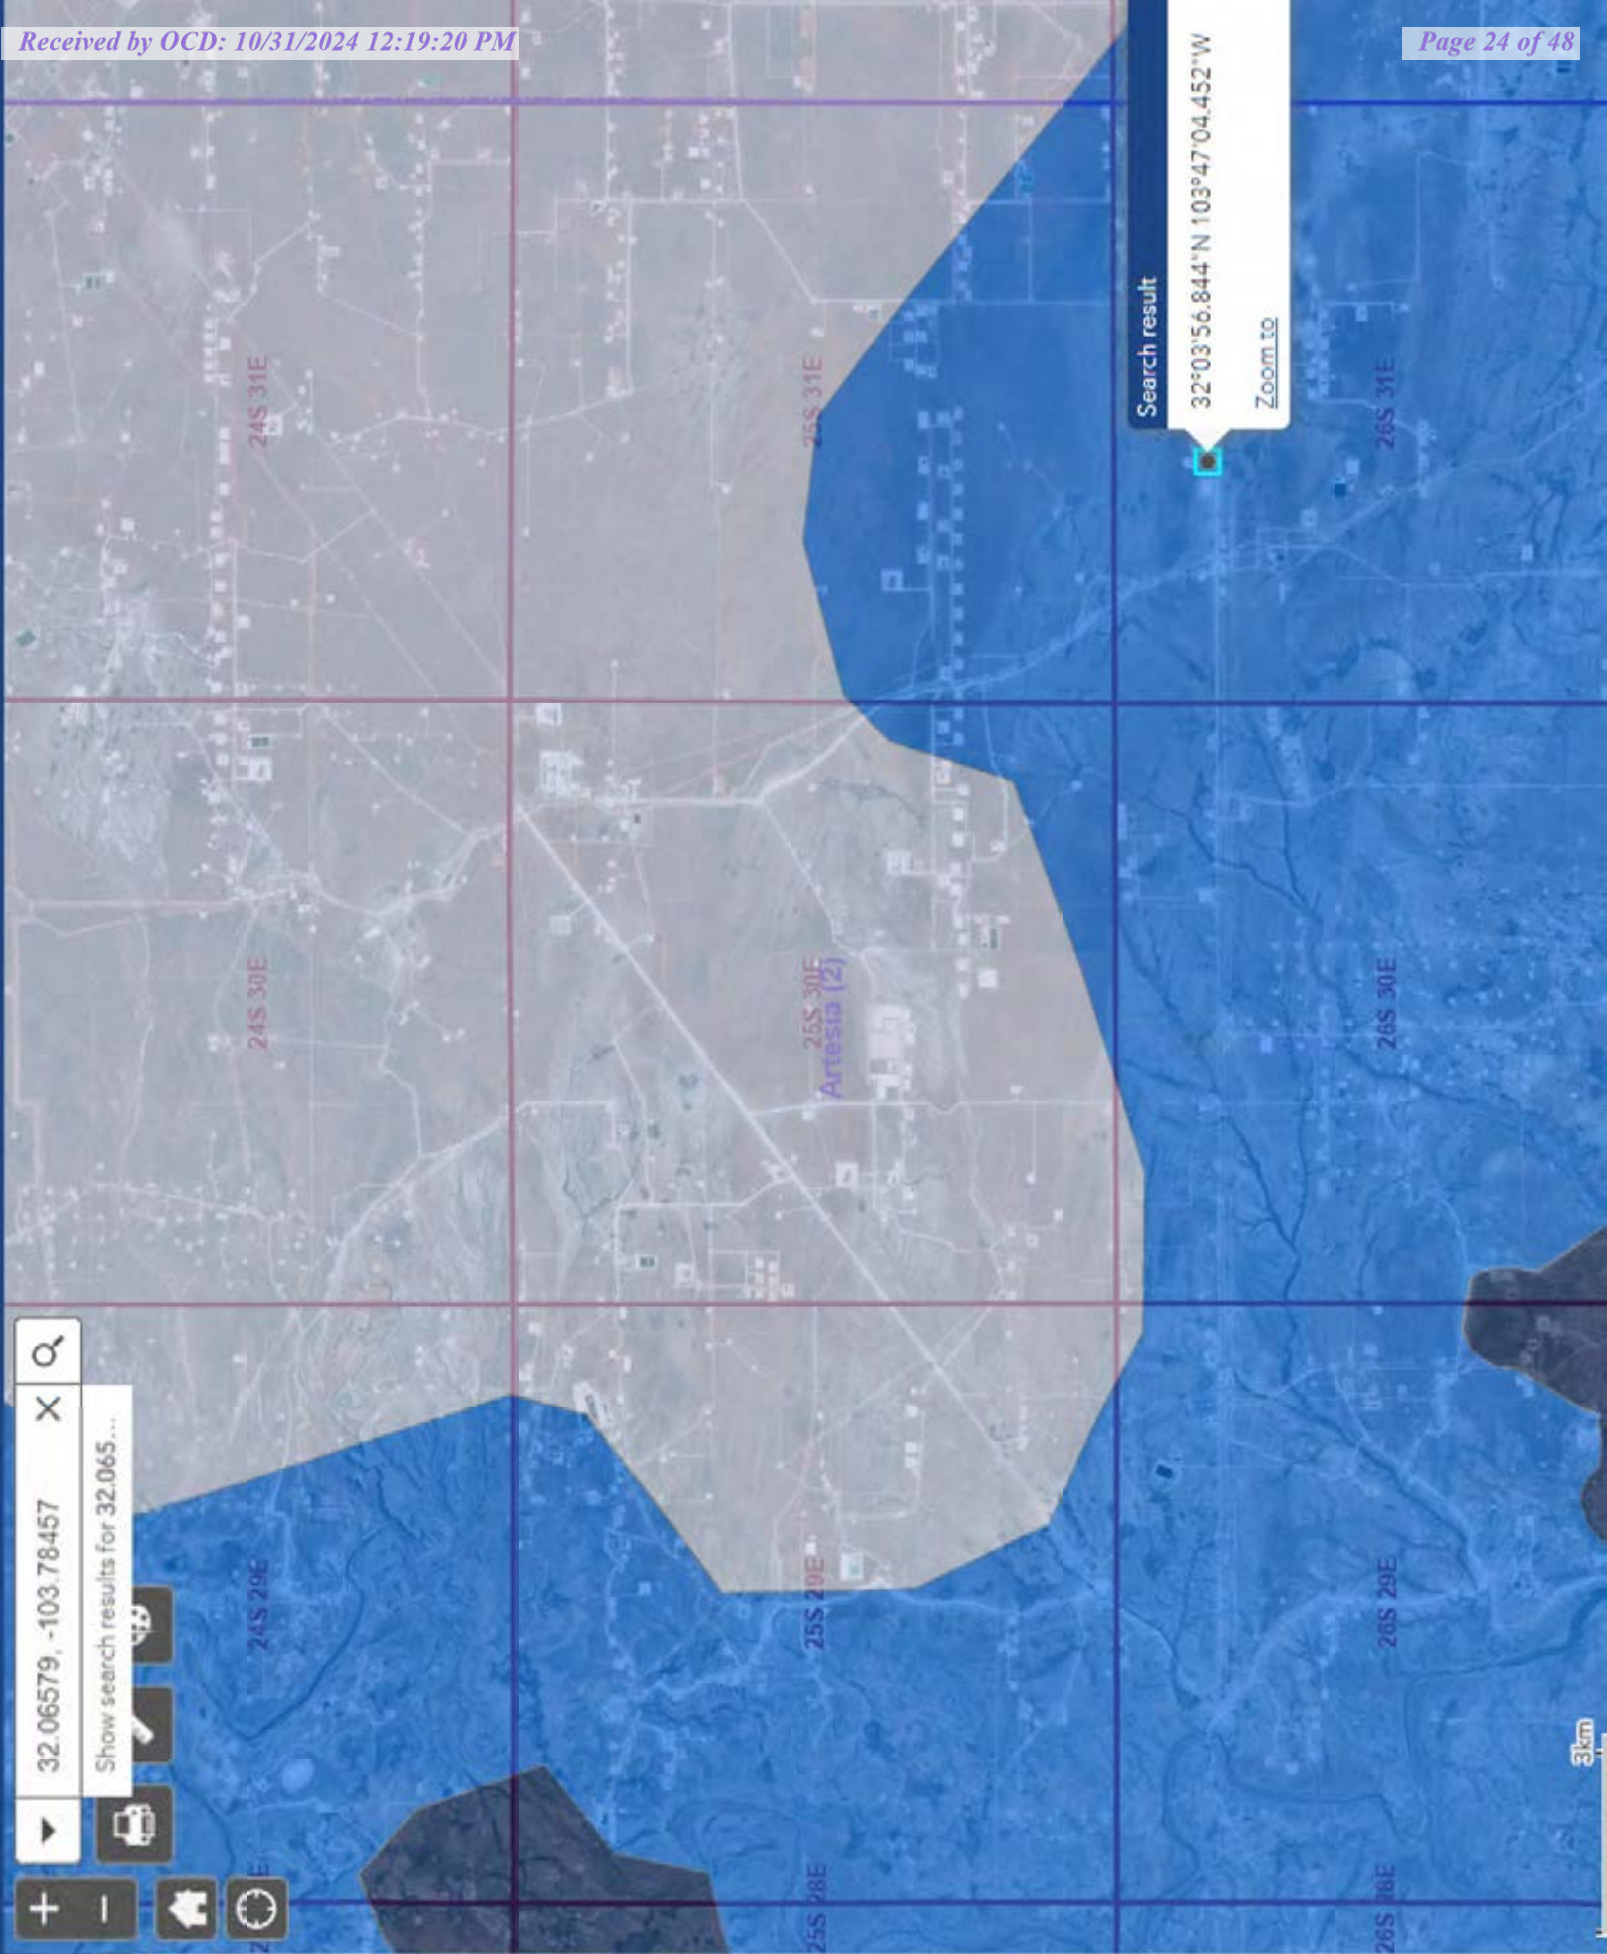 Received by OCD: 10/31/2024 12:19:20 PM
Page 24 of 48
32.06579, -103.78457
Show search results for 32.065...
Search result
32°03'56.844"N 103°47'04.452"W
Zoom to
24S 29E
24S 30E
24S 31E
25S 28E
25S 29E
25S 30E
Artesia (2)
25S 31E
26S 28E
26S 29E
26S 30E
26S 31E
3km